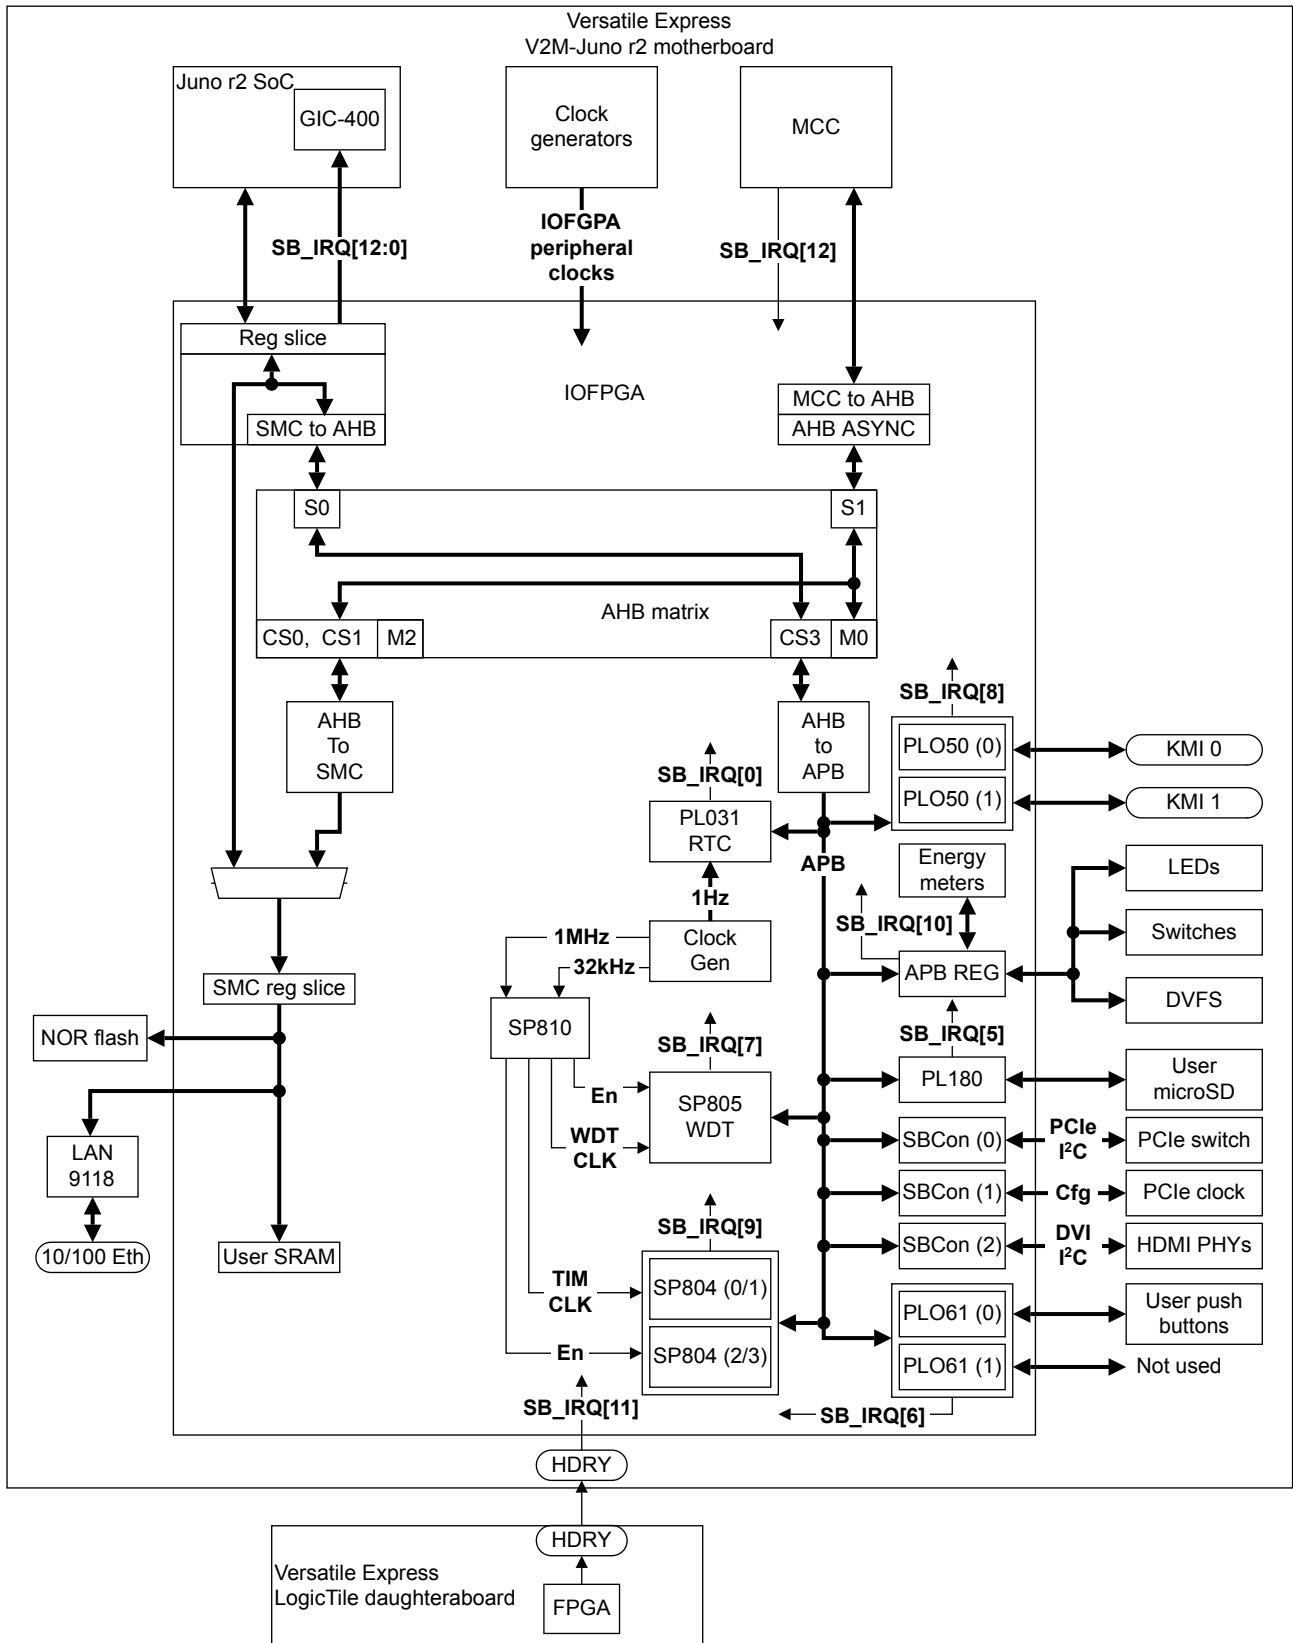 Versatile Express
V2M-Juno r2 motherboard
Juno r2 SoC
GIC-400
Clock
generators
MCC
SB_IRQ[12:0]
IOFGPA
peripheral
clocks
SB_IRQ[12]
Reg slice
IOFPGA
SMC to AHB
MCC to AHB
AHB ASYNC
S0
S1
AHB matrix
CS0, CS1
M2
CS3
M0
AHB
To
SMC
AHB
to
APB
SB_IRQ[8]
PLO50 (0)
PLO50 (1)
KMI 0
KMI 1
SB_IRQ[0]
PL031
RTC
APB
Energy
meters
LEDs
1Hz
SB_IRQ[10]
Switches
1MHz
32kHz
Clock
Gen
APB REG
SMC reg slice
DVFS
NOR flash
SP810
SB_IRQ[7]
SB_IRQ[5]
En
SP805
WDT
PL180
User
microSD
WDT
CLK
SBCon (0)
PCIe
I²C
PCIe switch
LAN
9118
SBCon (1)
Cfg
PCIe clock
SB_IRQ[9]
SBCon (2)
DVI
I²C
HDMI PHYs
10/100 Eth
User SRAM
TIM
CLK
SP804 (0/1)
PLO61 (0)
User push
buttons
En
SP804 (2/3)
PLO61 (1)
Not used
SB_IRQ[11]
SB_IRQ[6]
HDRY
HDRY
Versatile Express
LogicTile daughteraboard
FPGA